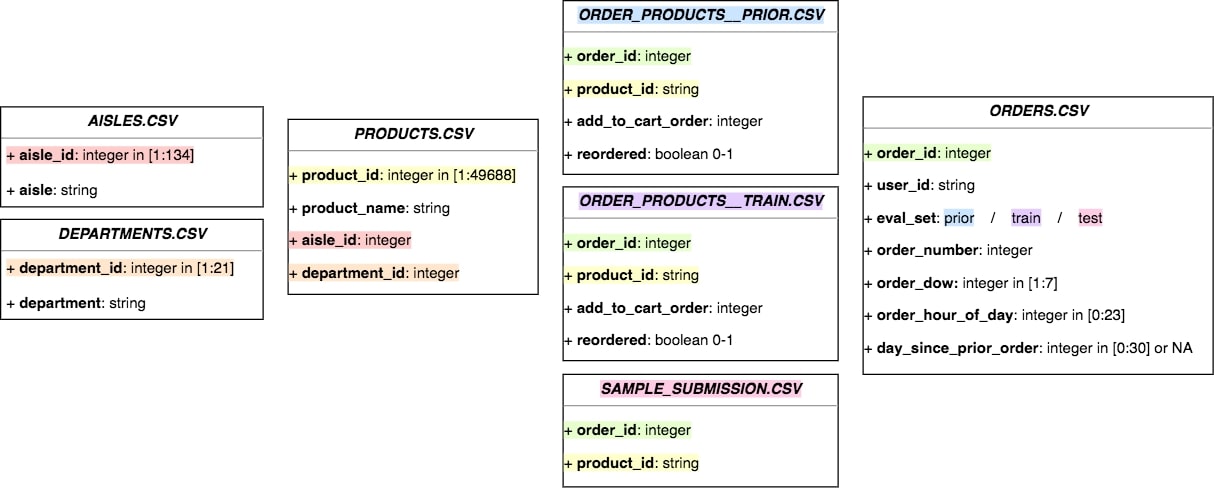 AISLES.CSV
+ aisle_id: integer in [1:134]
+ aisle: string
DEPARTMENTS.CSV
+ department_id: integer in [1:21]
+ department: string
PRODUCTS.CSV
+ product_id: integer in [1:49688]
+ product_name: string
+ aisle_id: integer
+ department_id: integer
ORDER_PRODUCTS__PRIOR.CSV
+ order_id: integer
+ product_id: string
+ add_to_cart_order: integer
+ reordered: boolean 0-1
ORDER_PRODUCTS__TRAIN.CSV
+ order_id: integer
+ product_id: string
+ add_to_cart_order: integer
+ reordered: boolean 0-1
SAMPLE_SUBMISSION.CSV
+ order_id: integer
+ product_id: string
ORDERS.CSV
+ order_id: integer
+ user_id: string
+ eval_set: prior / train / test
+ order_number: integer
+ order_dow: integer in [1:7]
+ order_hour_of_day: integer in [0:23]
+ day_since_prior_order: integer in [0:30] or NA